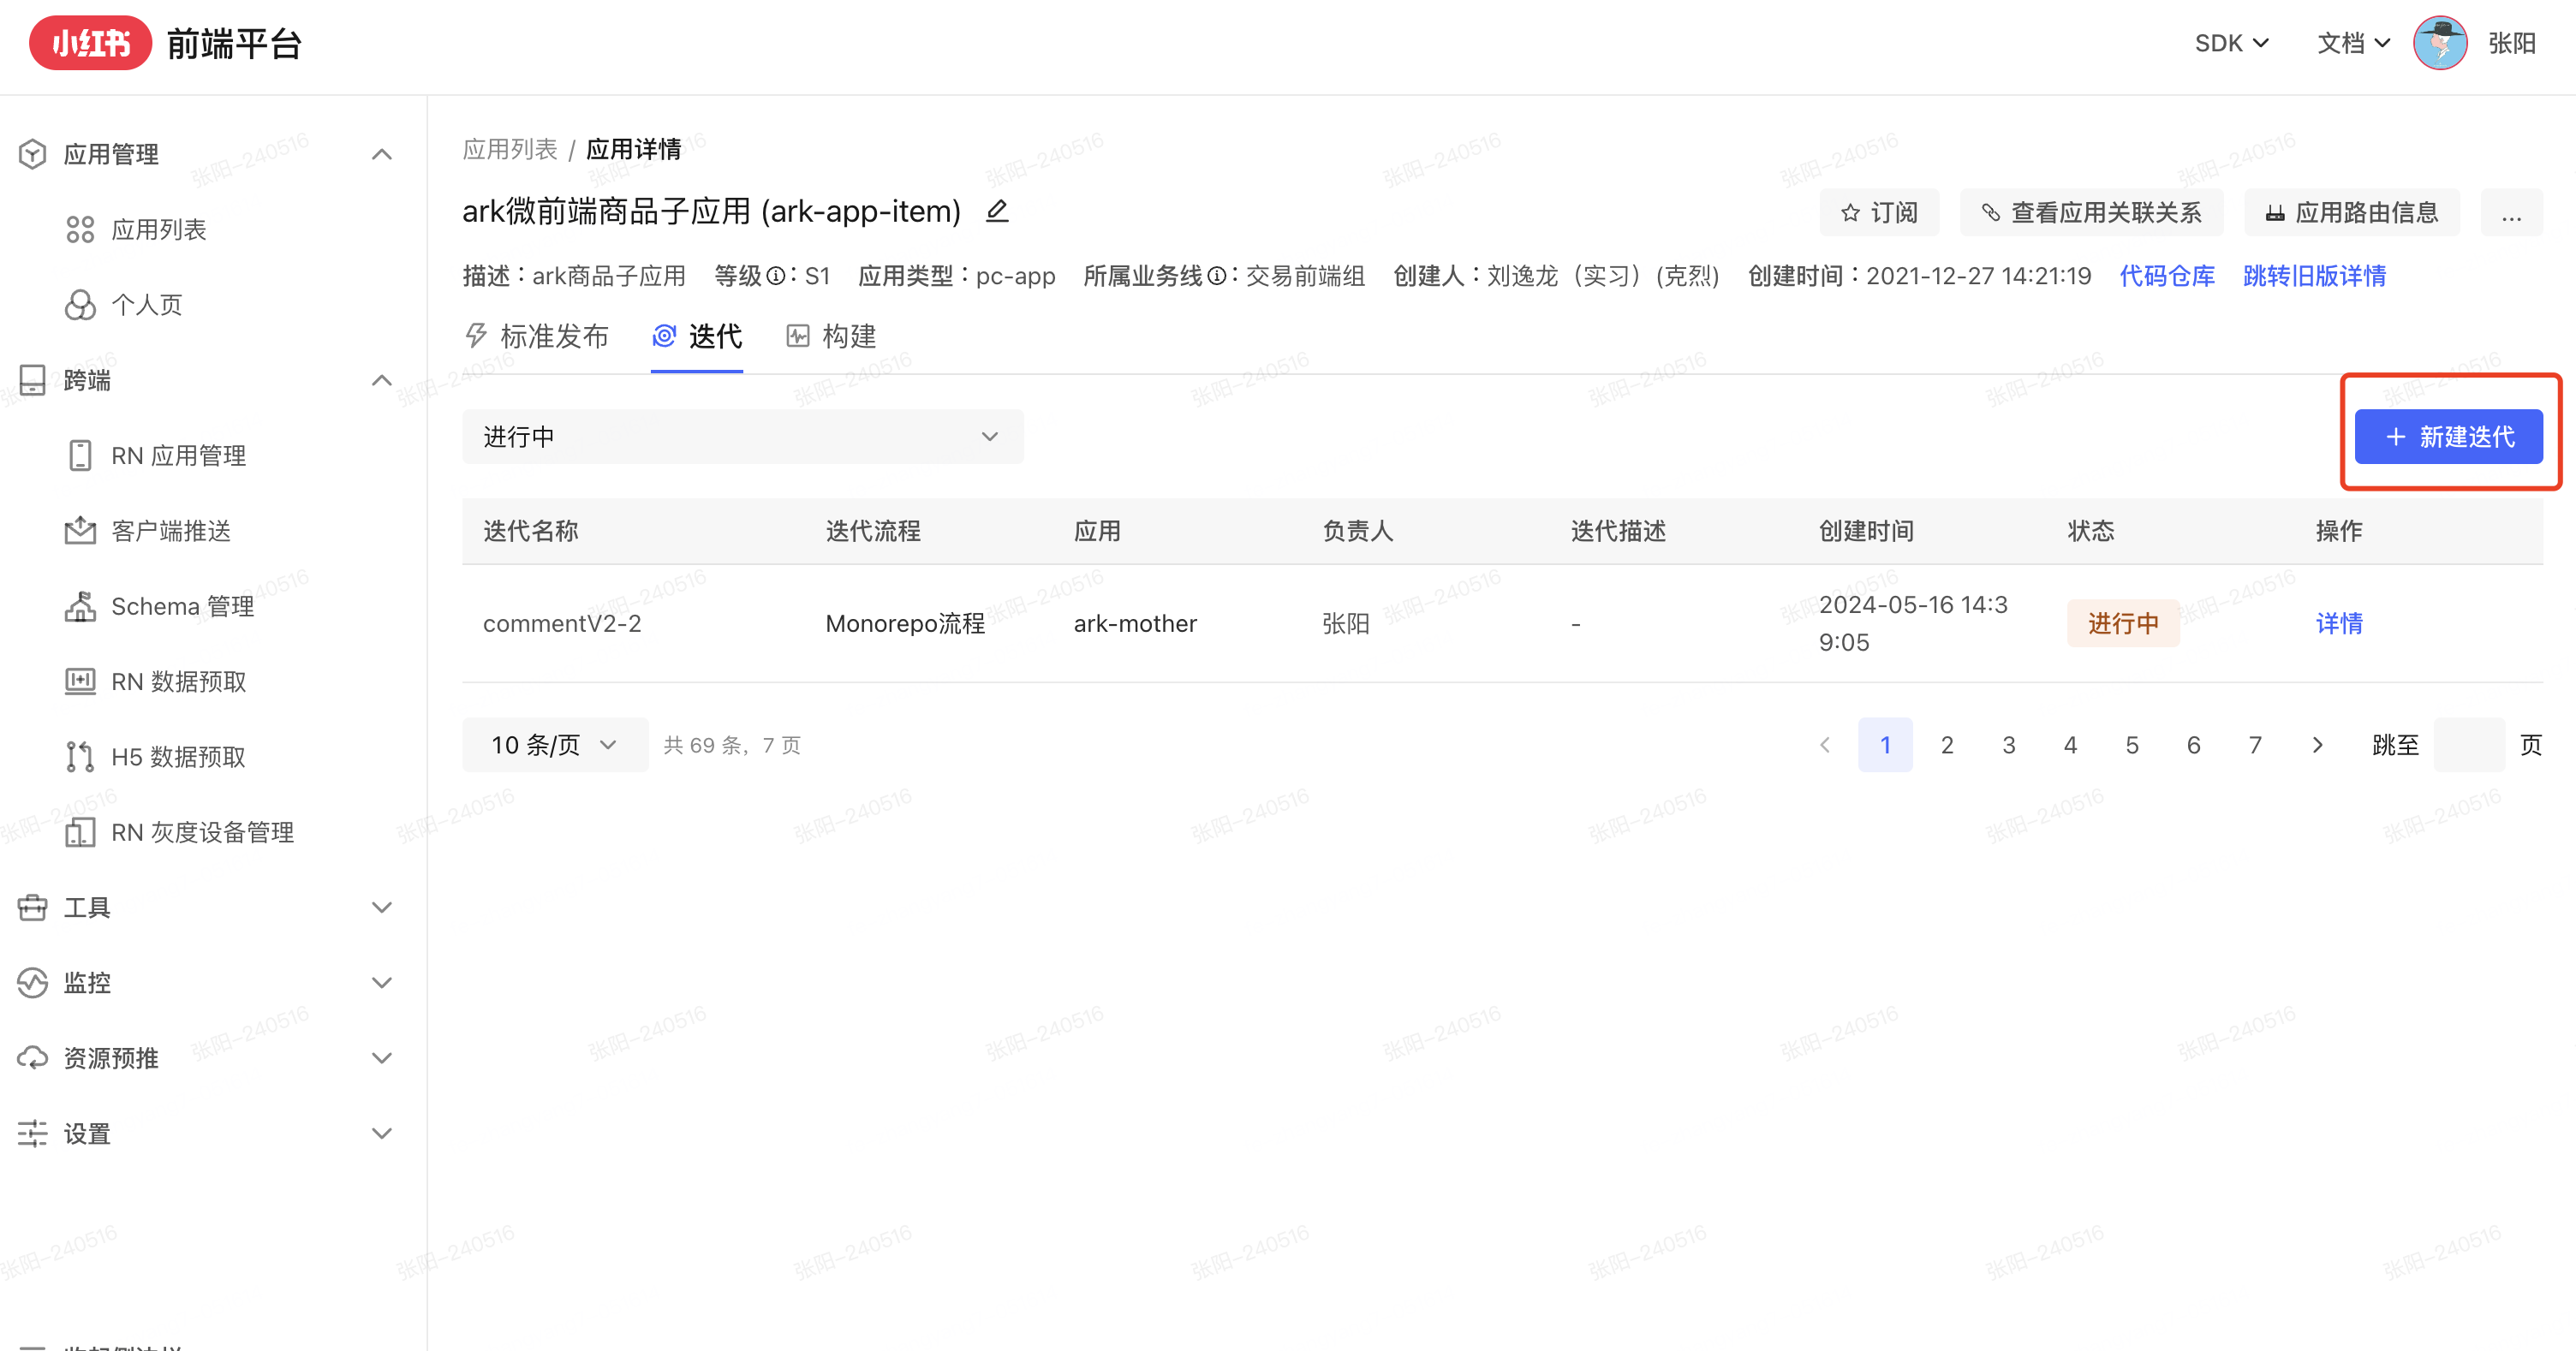 小红书 前端平台 SDK 文档 张阳
应用管理
应用列表
个人页
跨端
RN 应用管理
客户端推送
Schema 管理
RN 数据预取
H5 数据预取
RN 灰度设备管理
工具
监控
资源预推
设置
应用列表 / 应用详情
ark微前端商品子应用 (ark-app-item) 订阅 查看应用关联关系 应用路由信息 ...
描述：ark商品子应用 等级：S1 应用类型：pc-app 所属业务线：交易前端组 创建人：刘逸龙（实习）(克烈) 创建时间：2021-12-27 14:21:19 代码仓库 跳转旧版详情
标准发布 迭代 构建
进行中 新建迭代
迭代名称 迭代流程 应用 负责人 迭代描述 创建时间 状态 操作
commentV2-2 Monorepo流程 ark-mother 张阳 - 2024-05-16 14:3
9:05 进行中 详情
10 条/页 共 69 条，7 页 1 2 3 4 5 6 7 跳至 页
张阳-240516